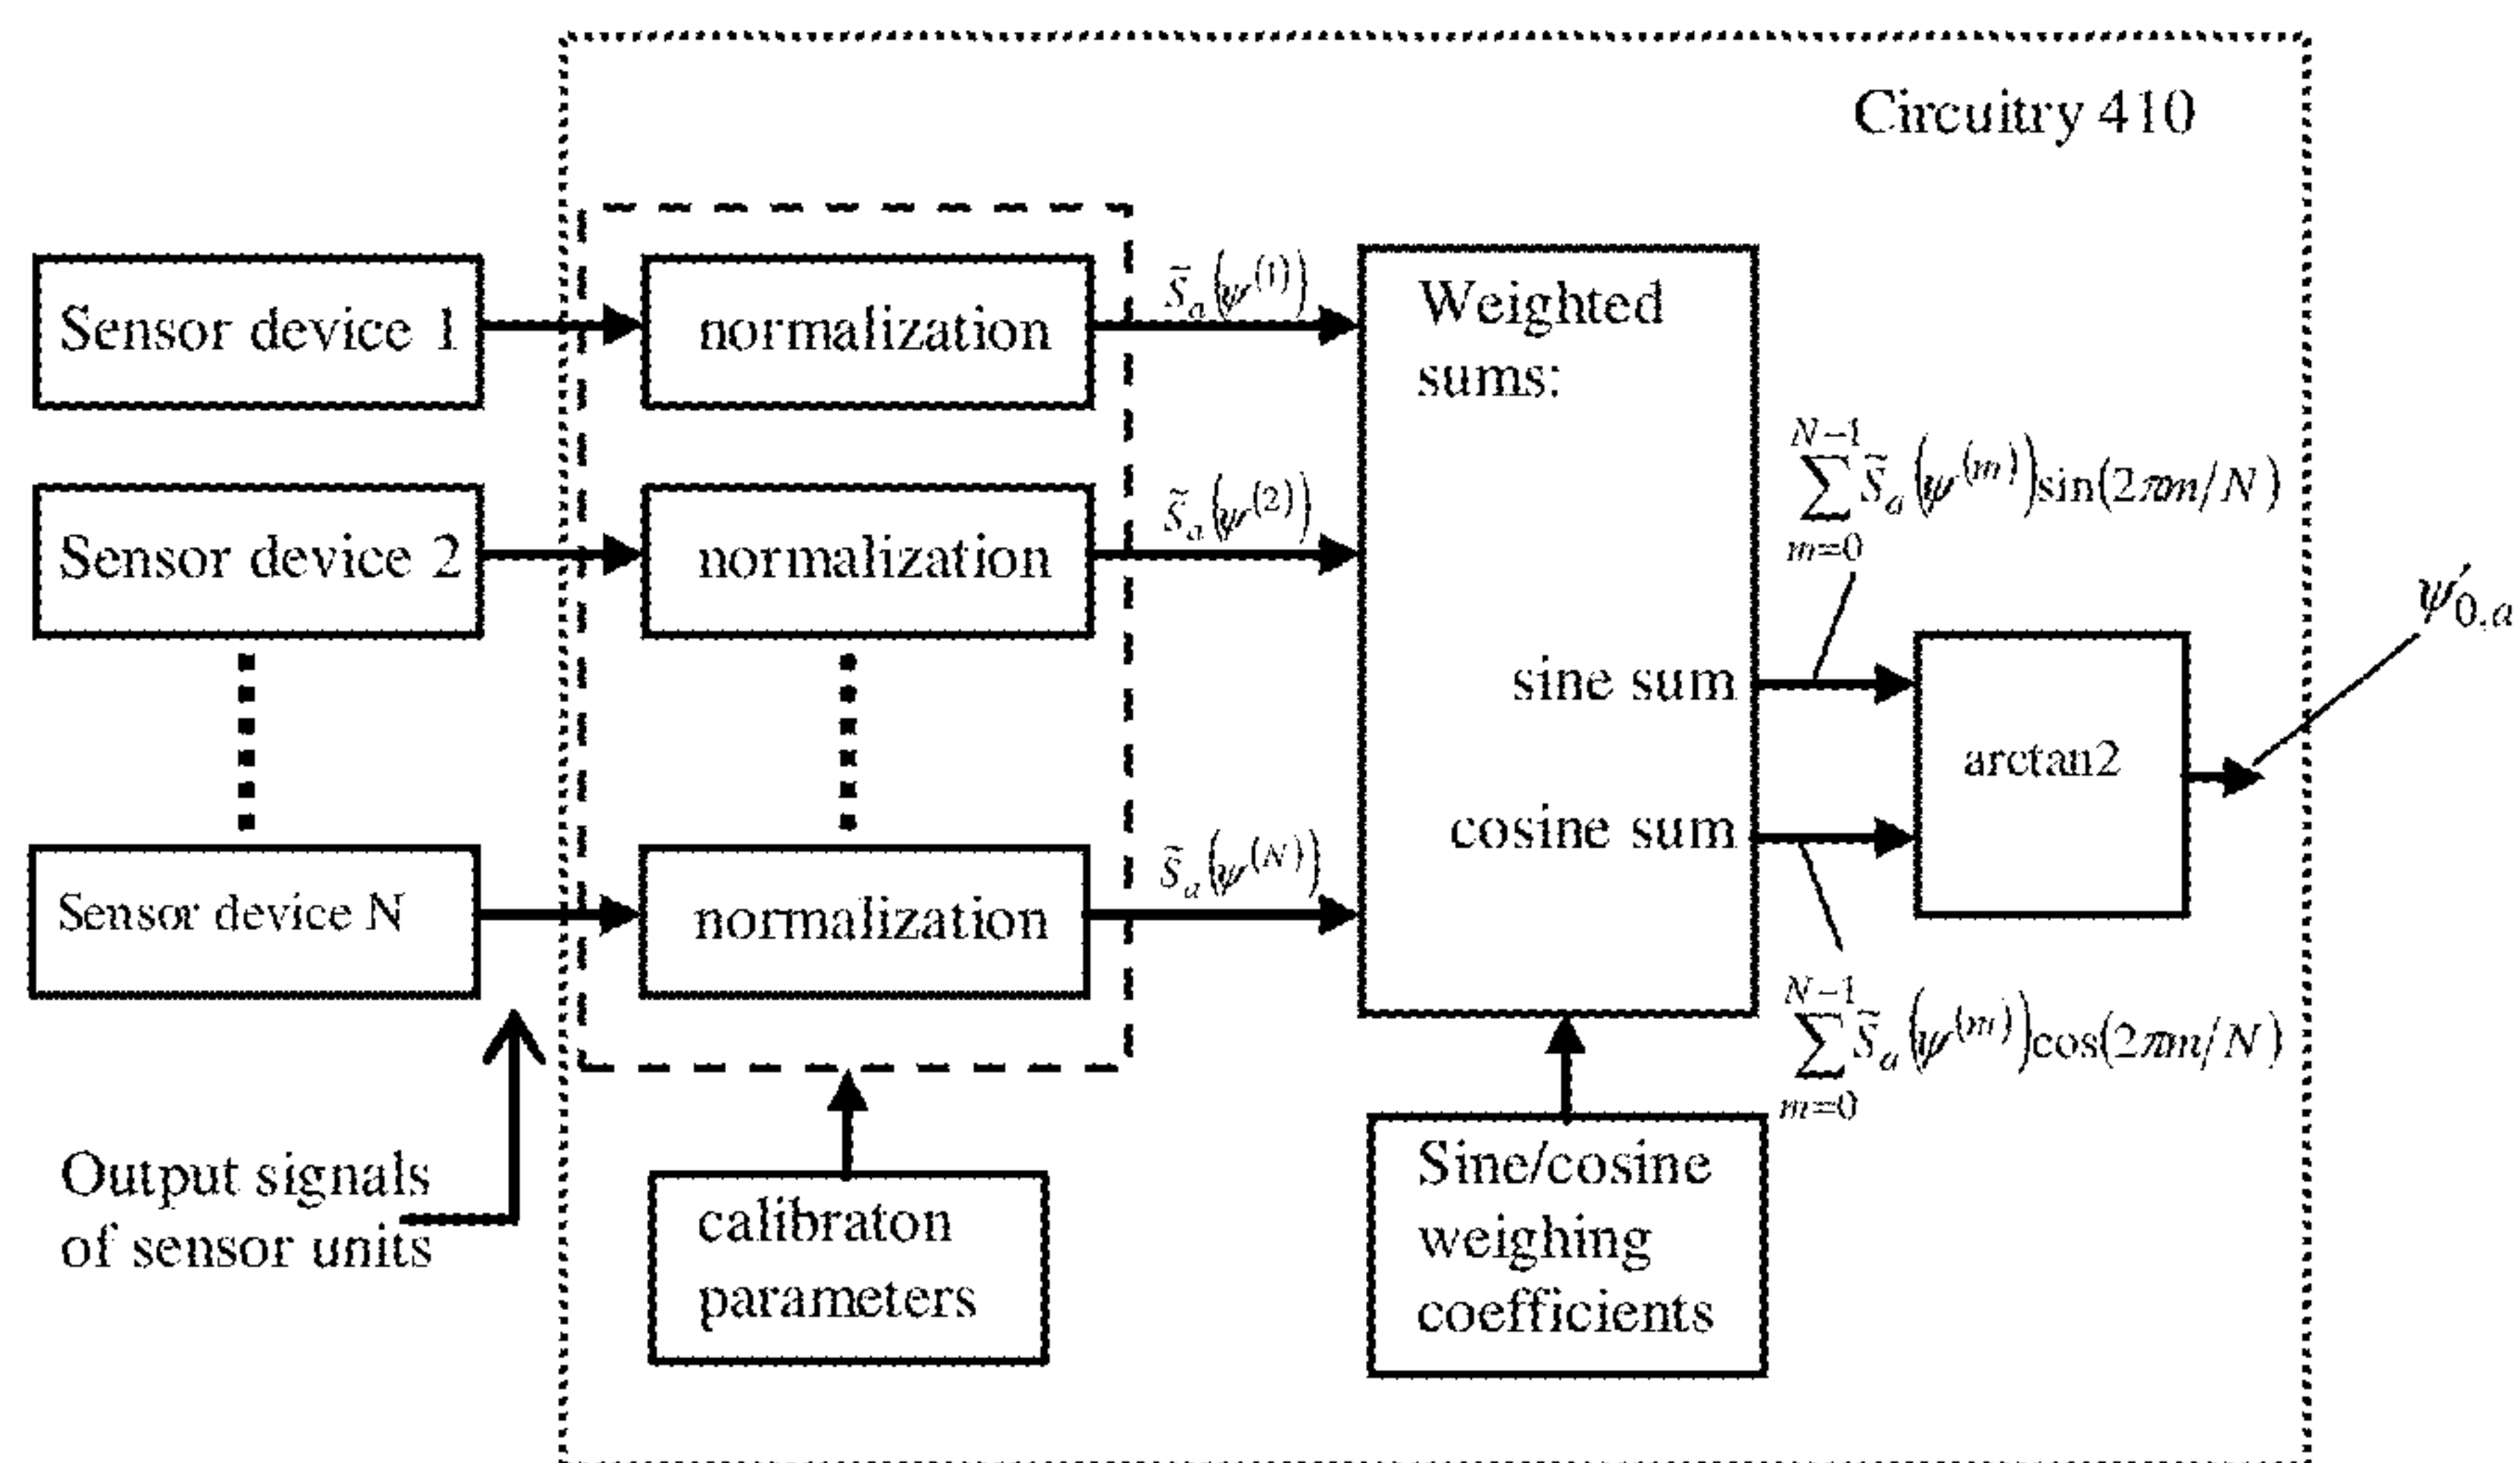 Circuitry 410
Sensor device 1
normalization
S̃ₐ(ψ⁽¹⁾)
Weighted
sums:
Sensor device 2
normalization
S̃ₐ(ψ⁽²⁾)
N−1
∑ S̃ₐ(ψ⁽ᵐ⁾)sin(2πm/N)
m=0
ψ′₀,ₐ
sine sum
arctan2
cosine sum
Sensor device N
normalization
S̃ₐ(ψ⁽ᴺ⁾)
N−1
∑ S̃ₐ(ψ⁽ᵐ⁾)cos(2πm/N)
m=0
Output signals
of sensor units
calibraton
parameters
Sine/cosine
weighing
coefficients